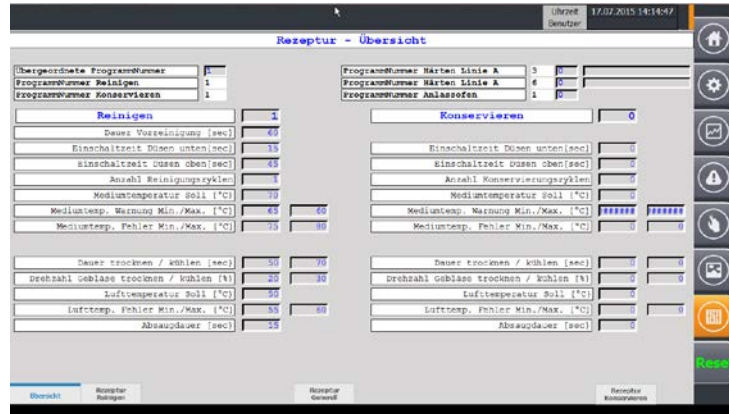 Uhrzeit 17.07.2015 14:14:47
Benutzer
Rezeptur - Übersicht
Übergeordnete ProgrammNummer 1
ProgrammNummer Reinigen 1
ProgrammNummer Konservieren 1
ProgrammNummer Härten Linie A 3 0
ProgrammNummer Härten Linie A 6 0
ProgrammNummer Anlassofen 1 0
Reinigen 1
Dauer Vorreinigung [sec] 60
Einschaltzeit Düsen unten[sec] 15
Einschaltzeit Düsen oben[sec] 45
Anzahl Reinigungszyklen 1
Mediumtemperatur Soll [°C] 70
Mediumtemp. Warnung Min./Max. [°C] 65 60
Mediumtemp. Fehler Min./Max. [°C] 75 80
Dauer trocknen / kühlen [sec] 50 70
Drehzahl Gebläse trocknen / kühlen [%] 20 30
Lufttemperatur Soll [°C] 50
Lufttemp. Fehler Min./Max. [°C] 55 60
Absaugdauer [sec] 15
Konservieren 0
Einschaltzeit Düsen unten[sec] 0
Einschaltzeit Düsen oben[sec] 0
Anzahl Konservierungszyklen 0
Mediumtemperatur Soll [°C] 0
Mediumtemp. Warnung Min./Max. [°C] ####### #######
Mediumtemp. Fehler Min./Max. [°C] 0 0
Dauer trocknen / kühlen [sec] 0 0
Drehzahl Gebläse trocknen / kühlen [%] 0 0
Lufttemperatur Soll [°C] 0
Lufttemp. Fehler Min./Max. [°C] 0 0
Absaugdauer [sec] 0
Rese
Übersicht
Rezeptur
Reinigen
Rezeptur
Generell
Rezeptur
Konservieren